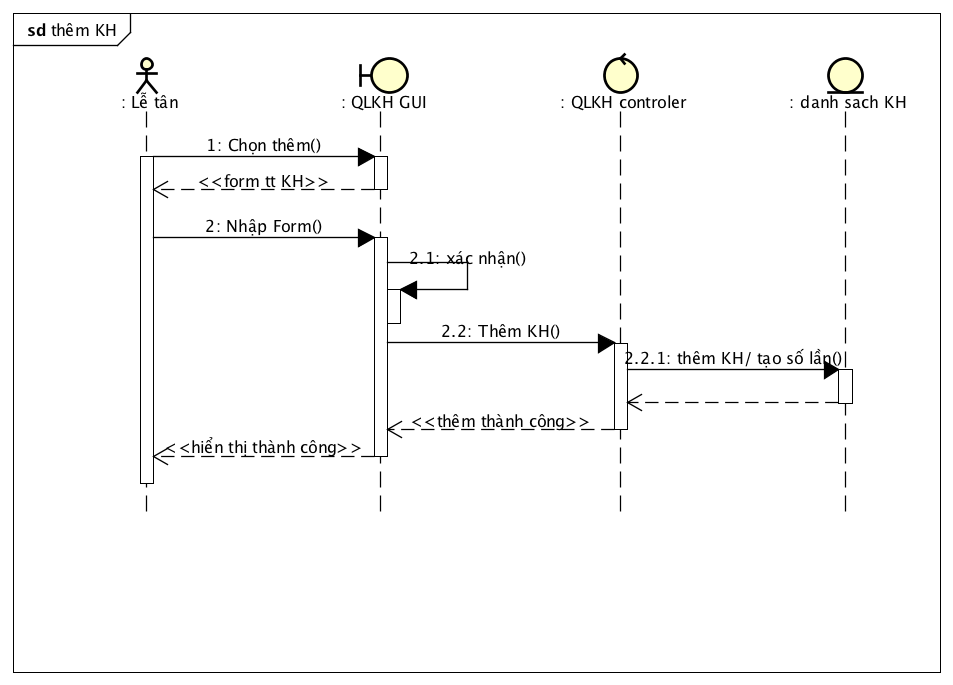 sd thêm KH
: Lễ tân
: QLKH GUI
: QLKH controler
: danh sach KH
1: Chọn thêm()
<<form tt KH>>
2: Nhập Form()
2.1: xác nhận()
2.2: Thêm KH()
2.2.1: thêm KH/ tạo số lần()
<<thêm thành công>>
<<hiển thị thành công>>